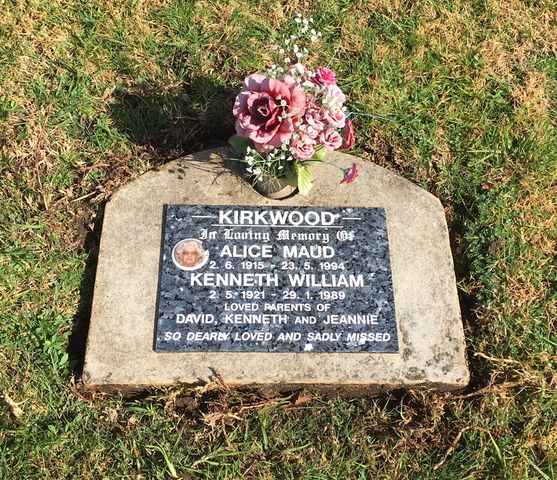 KIRKWOOD
In Loving Memory Of
ALICE MAUD
2. 6. 1915 - 23. 5. 1994
KENNETH WILLIAM
2. 5. 1921 - 29. 1. 1989
LOVED PARENTS OF
DAVID, KENNETH AND JEANNIE
SO DEARLY LOVED AND SADLY MISSED